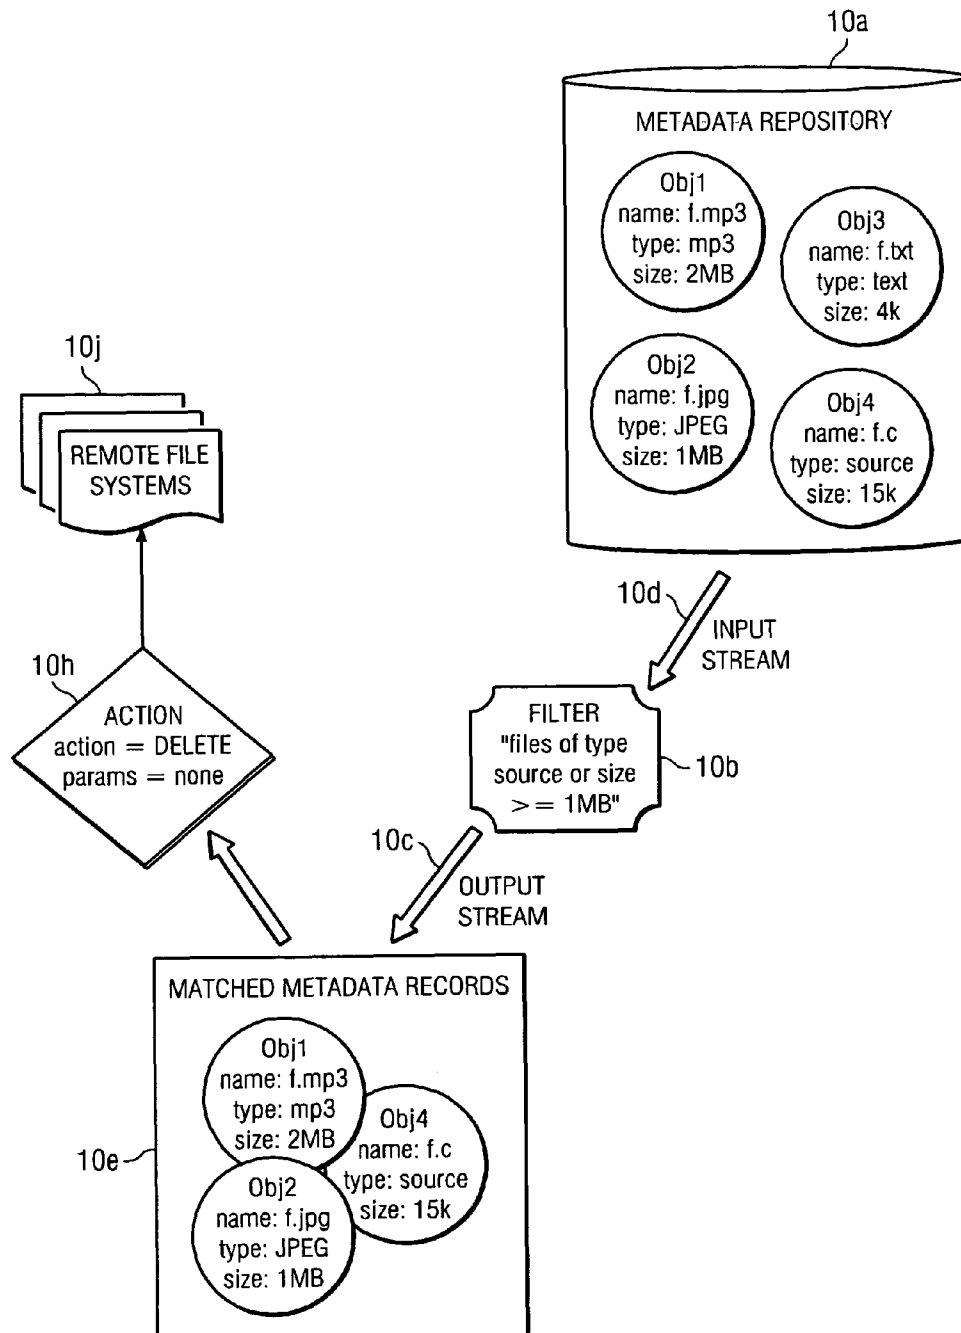 10a
METADATA REPOSITORY
Obj1
name: f.mp3
type: mp3
size: 2MB
Obj3
name: f.txt
type: text
size: 4k
Obj2
name: f.jpg
type: JPEG
size: 1MB
Obj4
name: f.c
type: source
size: 15k
10j
REMOTE FILE
SYSTEMS
10d
INPUT
STREAM
10h
ACTION
action = DELETE
params = none
FILTER
"files of type
source or size
>= 1MB"
10b
10c
OUTPUT
STREAM
MATCHED METADATA RECORDS
Obj1
name: f.mp3
type: mp3
size: 2MB
Obj4
name: f.c
type: source
size: 15k
10e
Obj2
name: f.jpg
type: JPEG
size: 1MB